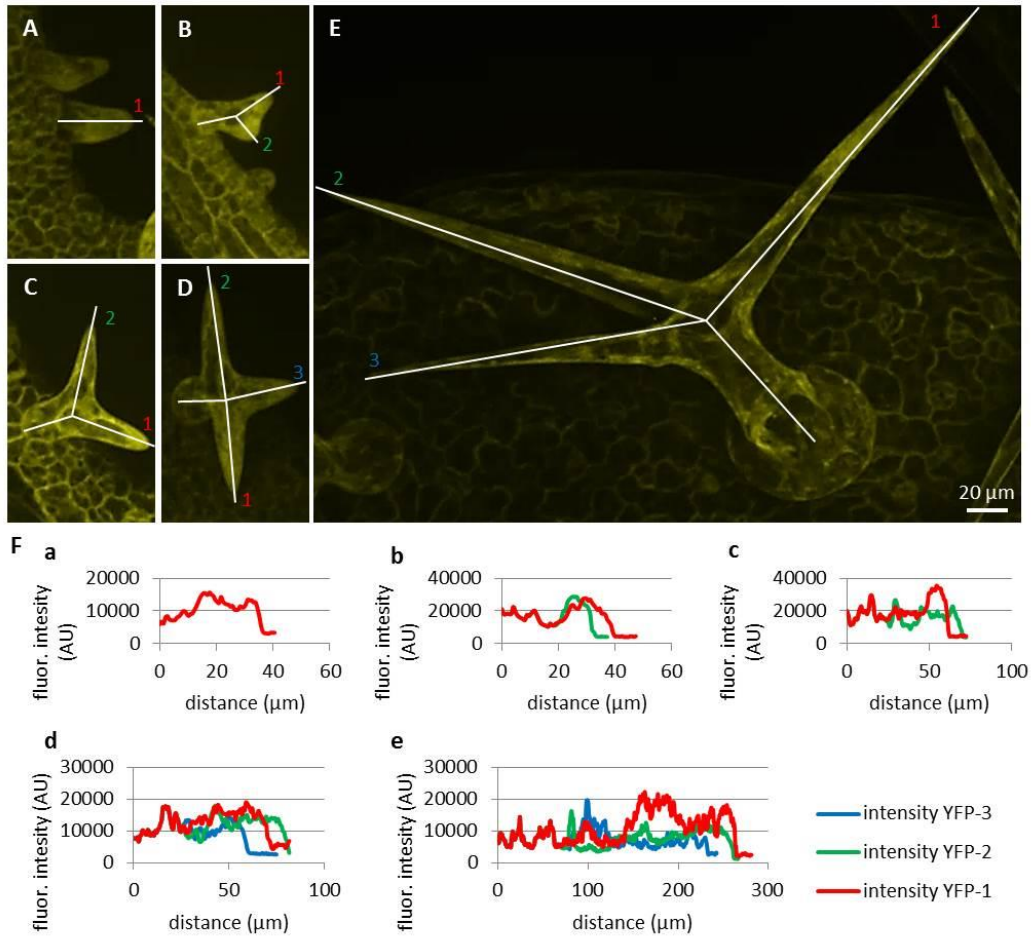 A
1
B
1
2
E
1
2
3
20 µm
C
2
1
D
2
3
1
F
a
fluor. intesity (AU)
20000
10000
0
0 20 40 60
distance (µm)
b
fluor. intesity (AU)
40000
20000
0
0 20 40 60
distance (µm)
c
fluor. intesity (AU)
40000
20000
0
0 50 100
distance (µm)
d
fluor. intesity (AU)
30000
20000
10000
0
0 50 100
distance (µm)
e
fluor. intesity (AU)
30000
20000
10000
0
0 100 200 300
distance (µm)
intensity YFP-3
intensity YFP-2
intensity YFP-1